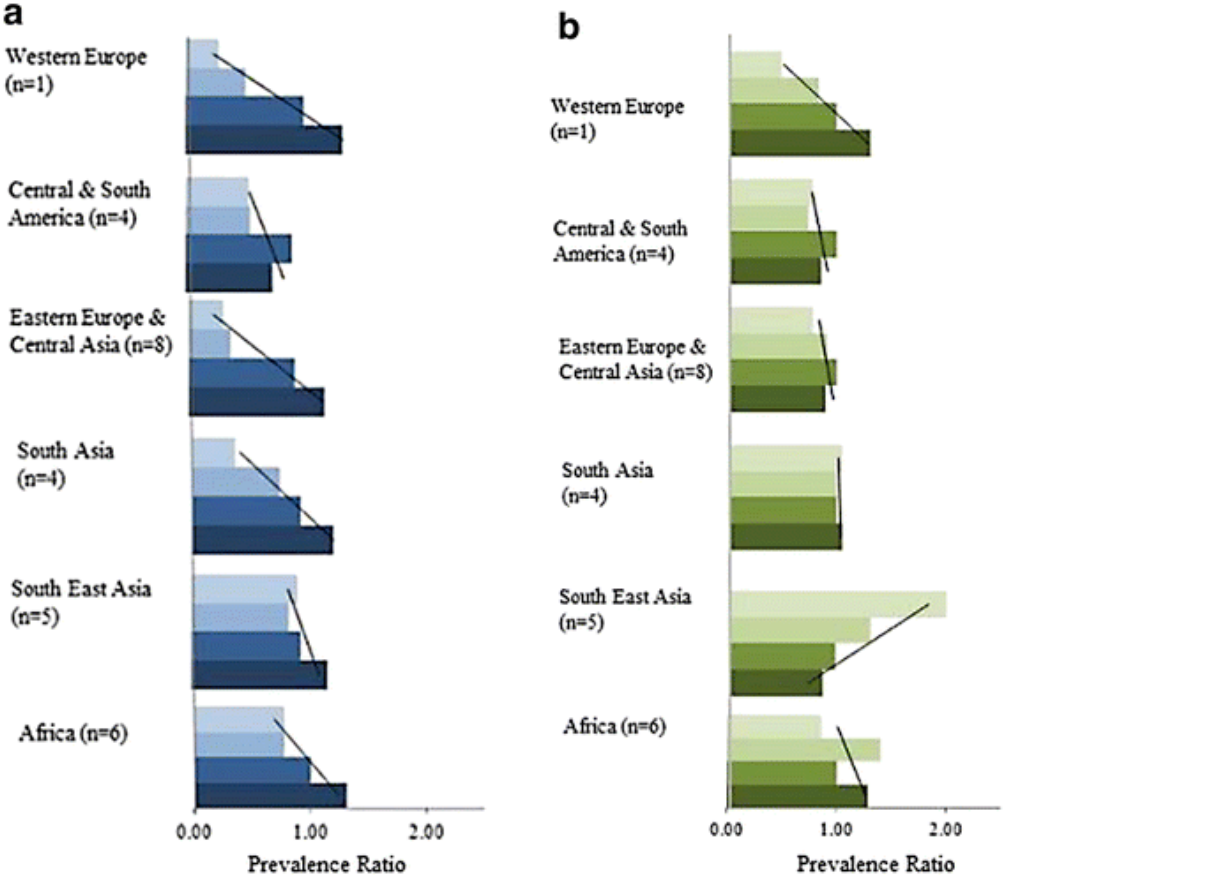 a
Western Europe
(n=1)
Central & South
America (n=4)
Eastern Europe &
Central Asia (n=8)
South Asia
(n=4)
South East Asia
(n=5)
Africa (n=6)
0.00 1.00 2.00
Prevalence Ratio
b
Western Europe
(n=1)
Central & South
America (n=4)
Eastern Europe &
Central Asia (n=8)
South Asia
(n=4)
South East Asia
(n=5)
Africa (n=6)
0.00 1.00 2.00
Prevalence Ratio